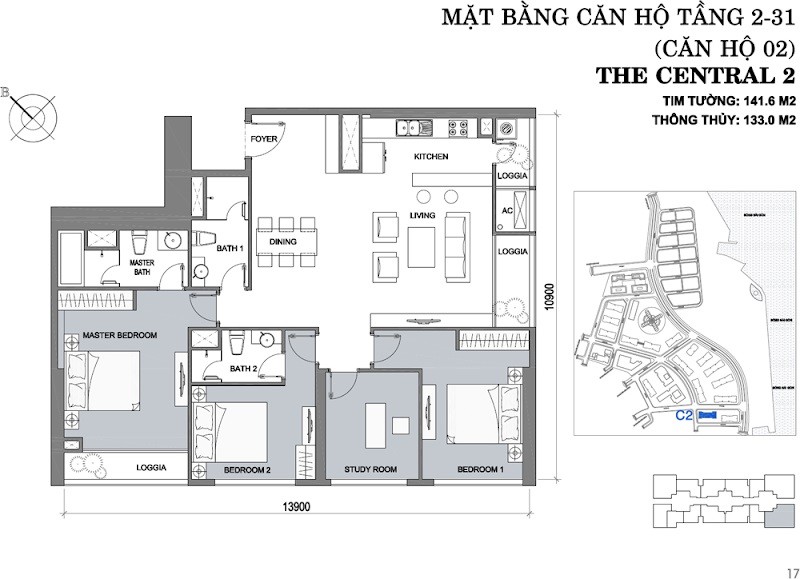 MẶT BẰNG CĂN HỘ TẦNG 2-31
(CĂN HỘ 02)
THE CENTRAL 2
TIM TƯỜNG: 141.6 M2
THÔNG THỦY: 133.0 M2
B
FOYER
KITCHEN
LOGGIA
AC
LIVING
DINING
BATH 1
LOGGIA
MASTER
BATH
MASTER BEDROOM
BATH 2
LOGGIA
BEDROOM 2
STUDY ROOM
BEDROOM 1
10900
13900
C2
17